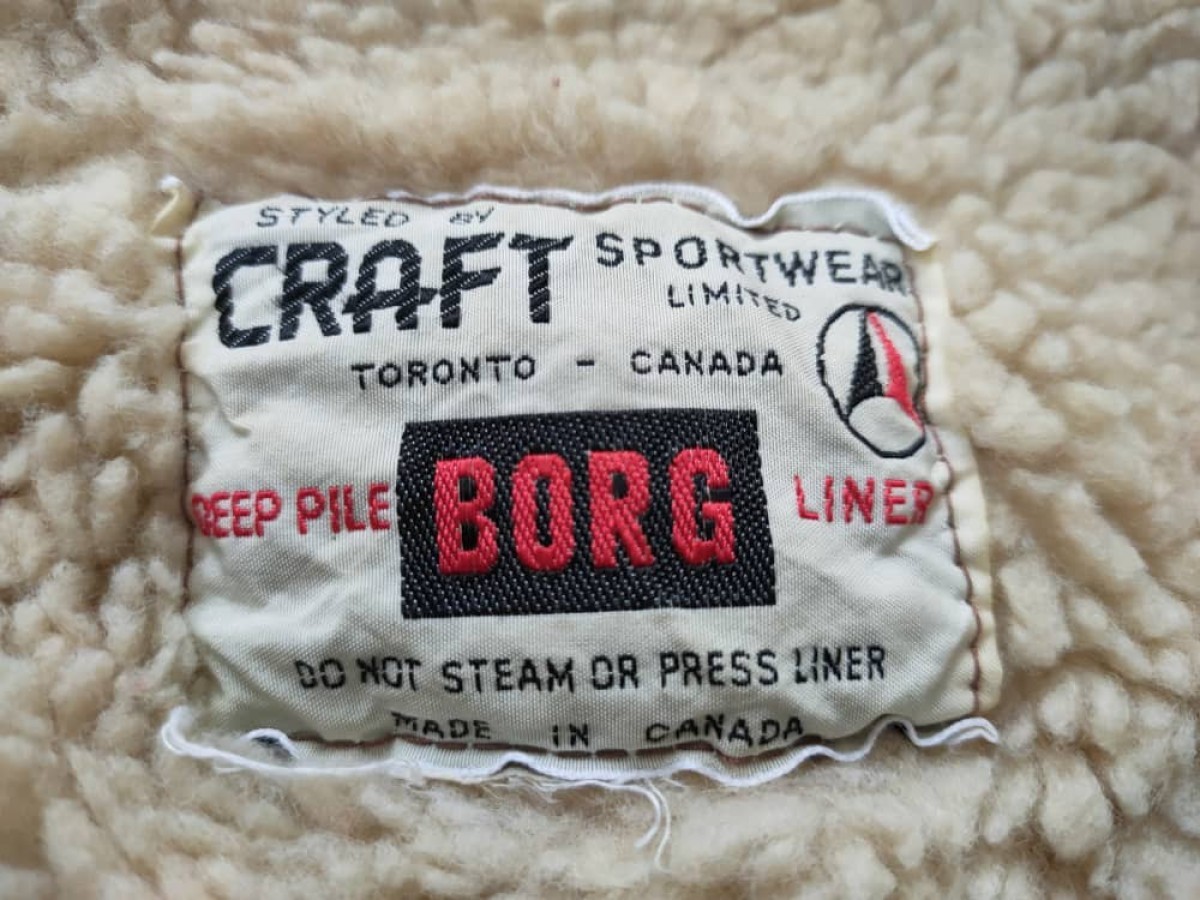 STYLED BY
CRAFT SPORTWEAR
LIMITED
TORONTO - CANADA
DEEP PILE BORG LINER
DO NOT STEAM OR PRESS LINER
MADE IN CANADA